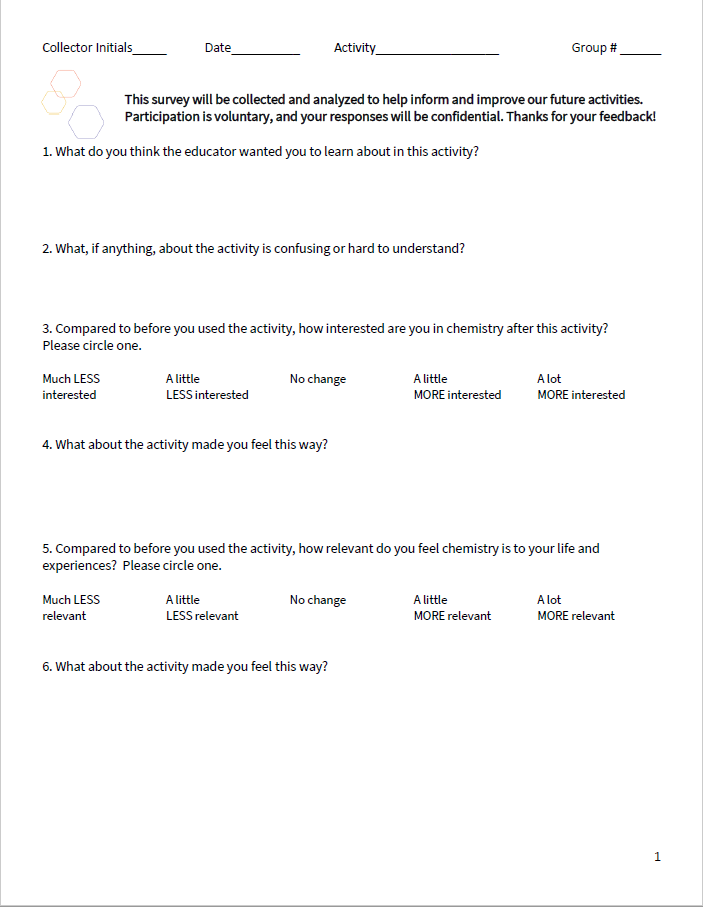 Collector Initials_____ Date__________ Activity__________________ Group # ______
This survey will be collected and analyzed to help inform and improve our future activities.
Participation is voluntary, and your responses will be confidential. Thanks for your feedback!
1. What do you think the educator wanted you to learn about in this activity?
2. What, if anything, about the activity is confusing or hard to understand?
3. Compared to before you used the activity, how interested are you in chemistry after this activity?
Please circle one.
Much LESS A little No change A little A lot
interested LESS interested MORE interested MORE interested
4. What about the activity made you feel this way?
5. Compared to before you used the activity, how relevant do you feel chemistry is to your life and
experiences?  Please circle one.
Much LESS A little No change A little A lot
relevant LESS relevant MORE relevant MORE relevant
6. What about the activity made you feel this way?
1